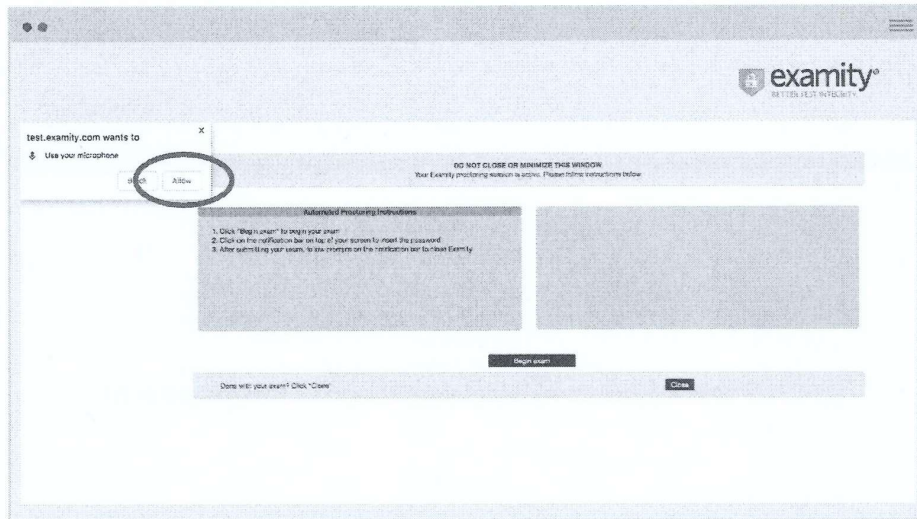 examity®
BETTER TEST INTEGRITY
test.examity.com wants to
x
Use your microphone
Block
Allow
DO NOT CLOSE OR MINIMIZE THIS WINDOW
Your Examity proctoring session is active. Please follow instructions below
Automated Proctoring Instructions
1. Click "Begin exam" to begin your exam
2. Click on the notification bar on top of your screen to insert the password
3. After submitting your exam, follow prompts on the notification bar to close Examity
Begin exam
Done with your exam? Click "Close"
Close